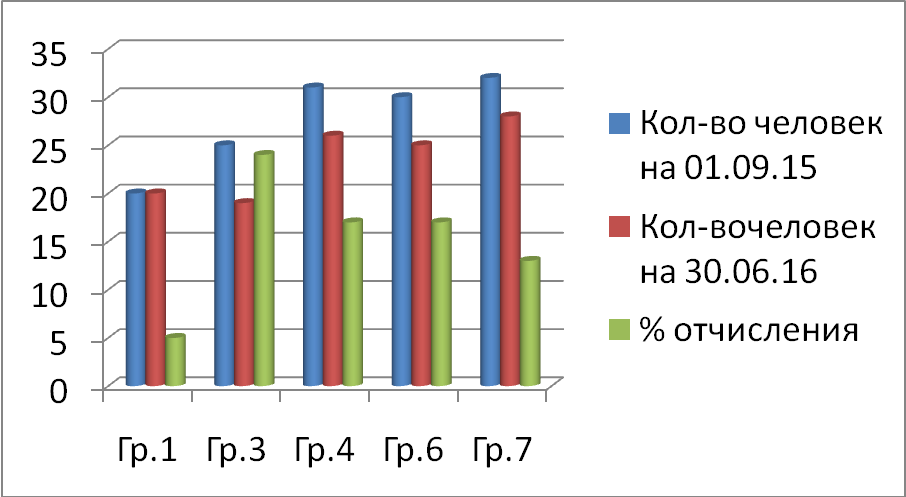 35
30
25
20
15
10
5
0
Гр.1 Гр.3 Гр.4 Гр.6 Гр.7
Кол-во человек
на 01.09.15
Кол-вочеловек
на 30.06.16
% отчисления